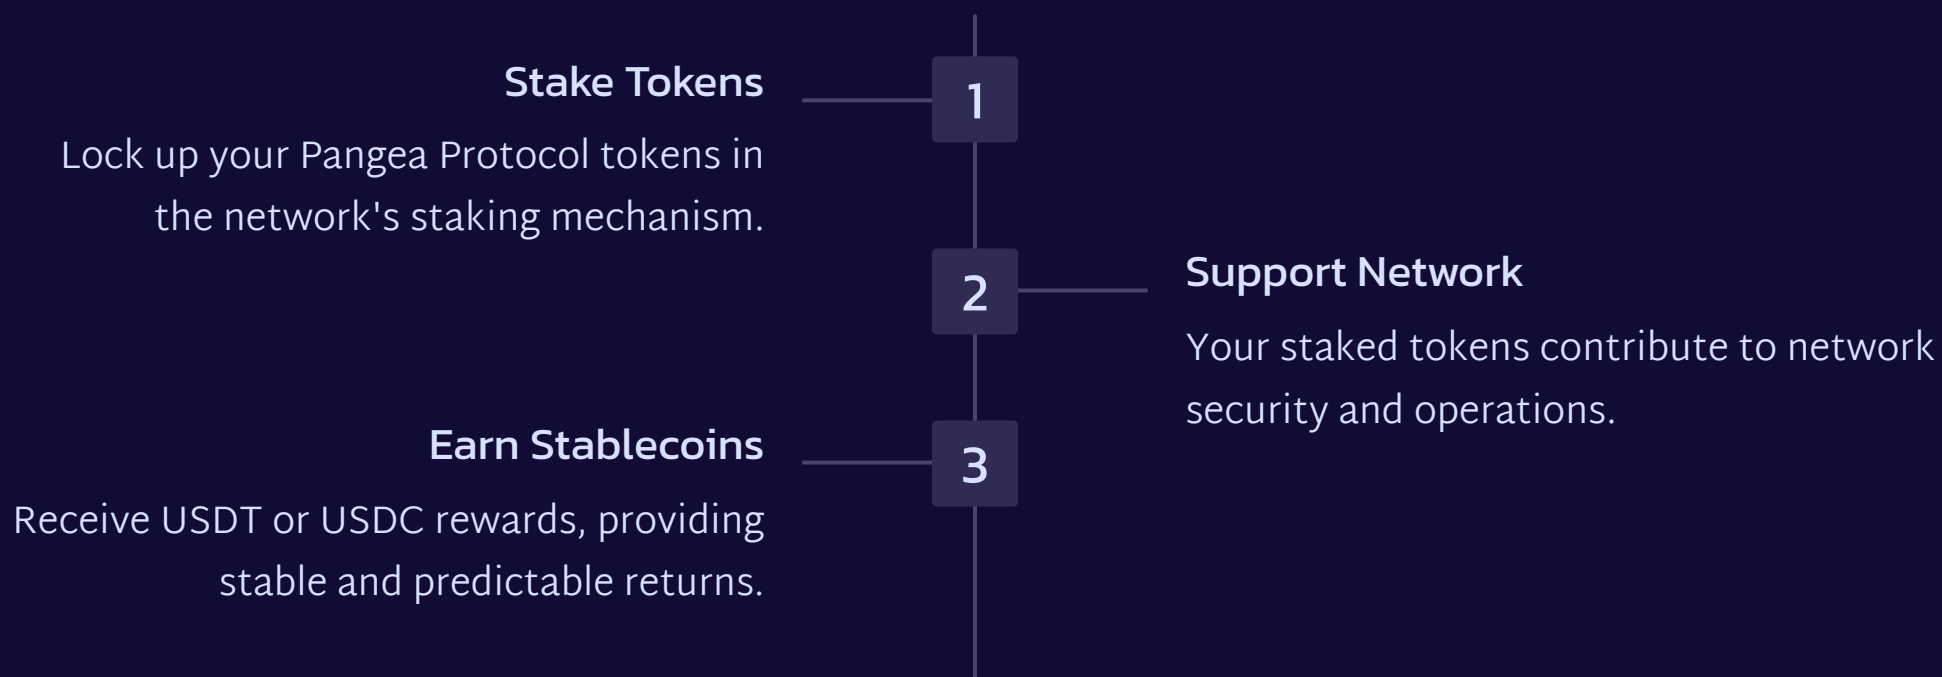 1
Stake Tokens
Lock up your Pangea Protocol tokens in
the network's staking mechanism.
2
Support Network
Your staked tokens contribute to network
security and operations.
3
Earn Stablecoins
Receive USDT or USDC rewards, providing
stable and predictable returns.